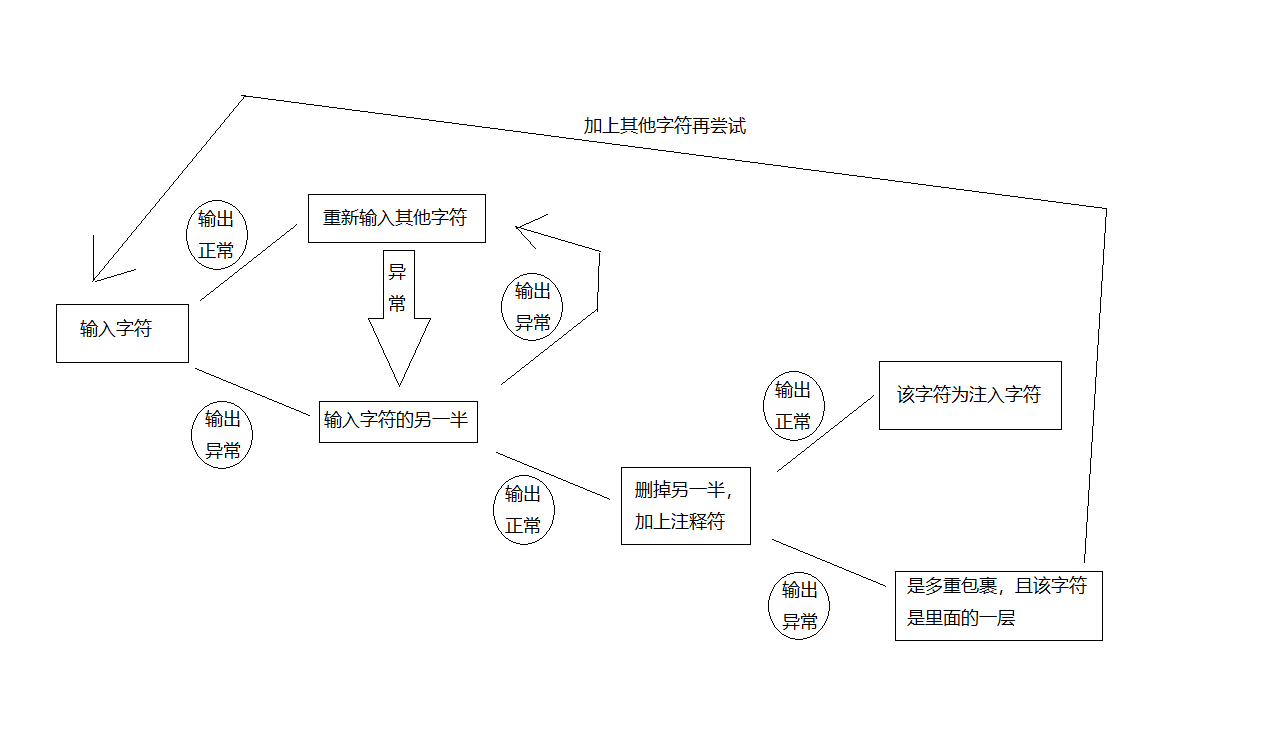 加上其他字符再尝试
输出
正常
重新输入其他字符
异
常
输出
异常
输入字符
输出
异常
输入字符的另一半
输出
正常
该字符为注入字符
输出
正常
删掉另一半，
加上注释符
输出
异常
是多重包裹，且该字符
是里面的一层